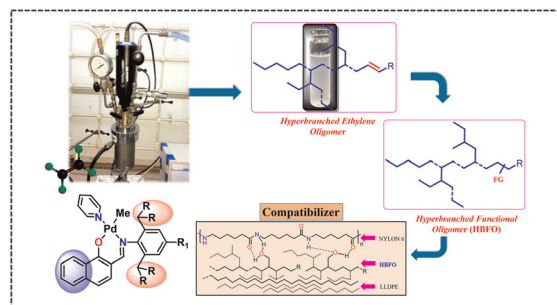 R
Hyperbranched Ethylene
Oligomer
FG
R
Hyperbranched Functional
Oligomer (HBFO)
N
Pd
Me
O
N
R
R
R1
R
R
Compatibilizer
NYLON 6
HBFO
LLDPE